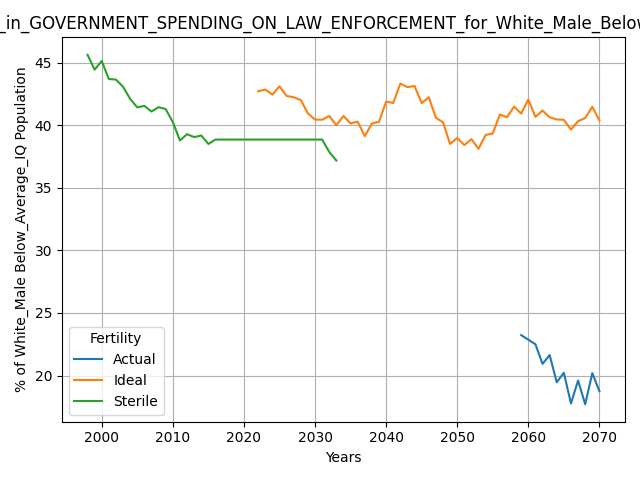 _in_GOVERNMENT_SPENDING_ON_LAW_ENFORCEMENT_for_White_Male_Below
% of White_Male Below_Average_IQ Population
45
40
35
30
25
20
Fertility
Actual
Ideal
Sterile
2000 2010 2020 2030 2040 2050 2060 2070
Years